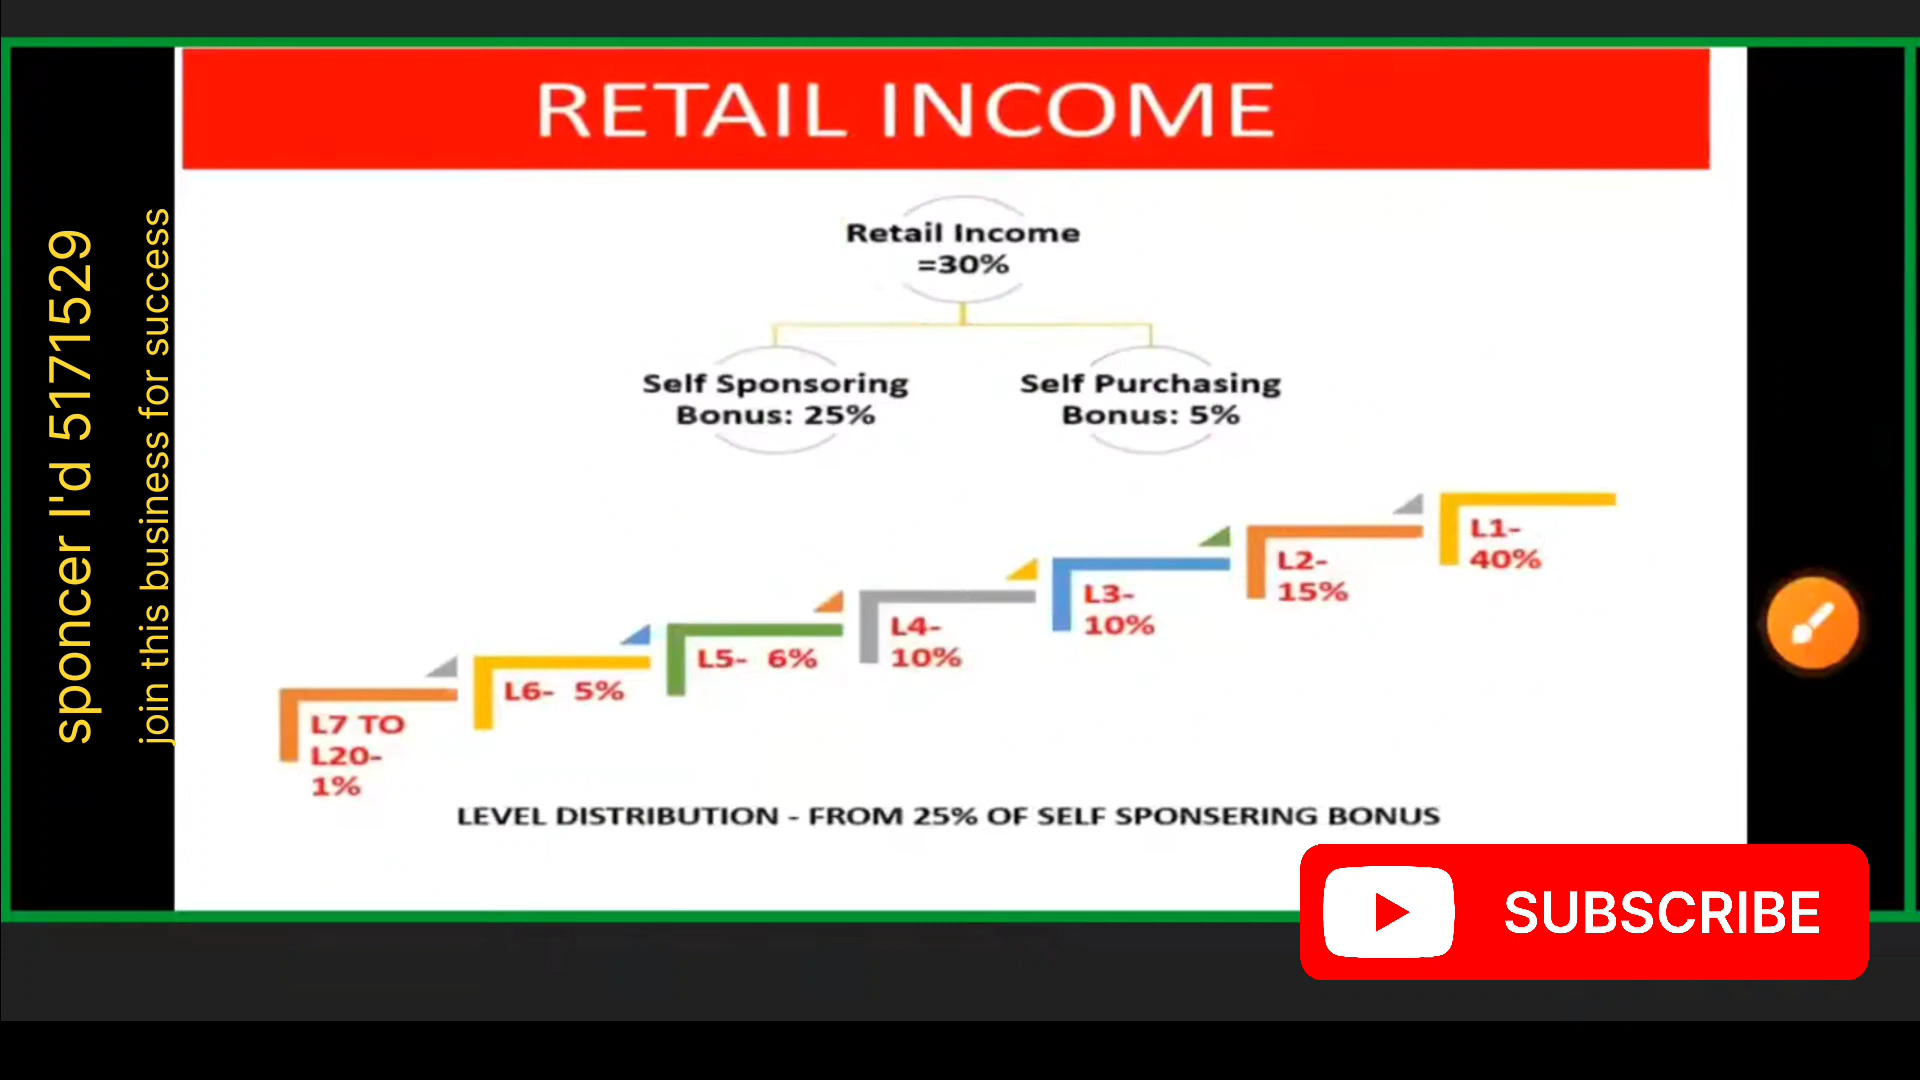 RETAIL INCOME
Retail Income
=30%
Self Sponsoring
Bonus: 25%
Self Purchasing
Bonus: 5%
L1-
40%
L2-
15%
L3-
10%
L4-
10%
L5- 6%
L6- 5%
L7 TO
L20-
1%
LEVEL DISTRIBUTION - FROM 25% OF SELF SPONSERING BONUS
sponcer I'd 5171529
join this business for success
SUBSCRIBE